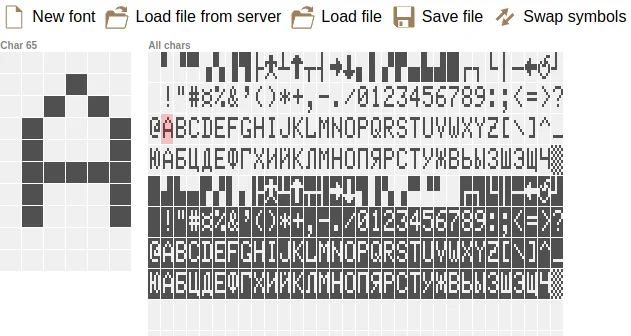 New font Load file from server Load file Save file Swap symbols
Char 65 All chars
!"#¤%&'()*+,-./0123456789:;<=>?
@ABCDEFGHIJKLMNOPQRSTUVWXYZ[\]^_
ЮАБЦДЕФГХИЙКЛМНОПЯРСТУЖВЬЫЗШЭЩЧ
!"#¤%&'()*+,-./0123456789:;<=>?
@ABCDEFGHIJKLMNOPQRSTUVWXYZ[\]^_
ЮАБЦДЕФГХИЙКЛМНОПЯРСТУЖВЬЫЗШЭЩЧ